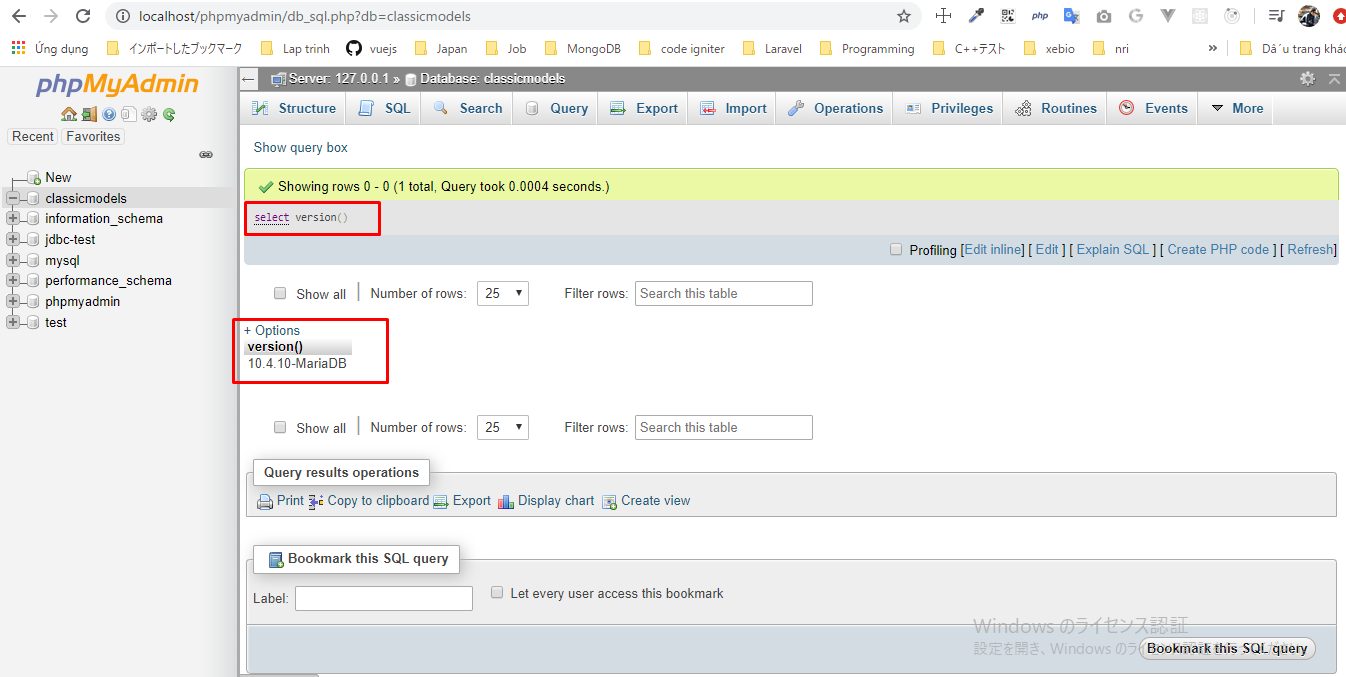 localhost/phpmyadmin/db_sql.php?db=classicmodels
php
Ứng dụng インポートしたブックマーク Lap trinh vuejs Japan Job MongoDB code igniter Laravel Programming C++テスト xebio nri » Dấu trang khác
phpMyAdmin
Recent Favorites
New
classicmodels
information_schema
jdbc-test
mysql
performance_schema
phpmyadmin
test
Server: 127.0.0.1 » Database: classicmodels
Structure SQL Search Query Export Import Operations Privileges Routines Events More
Show query box
Showing rows 0 - 0 (1 total, Query took 0.0004 seconds.)
select version()
Profiling [Edit inline] [ Edit ] [ Explain SQL ] [ Create PHP code ] [ Refresh]
Show all Number of rows: 25 Filter rows: Search this table
+ Options
version()
10.4.10-MariaDB
Show all Number of rows: 25 Filter rows: Search this table
Query results operations
Print Copy to clipboard Export Display chart Create view
Bookmark this SQL query
Label: Let every user access this bookmark
Windows のライセンス認証
設定を開き、Windows のライ
Bookmark this SQL query